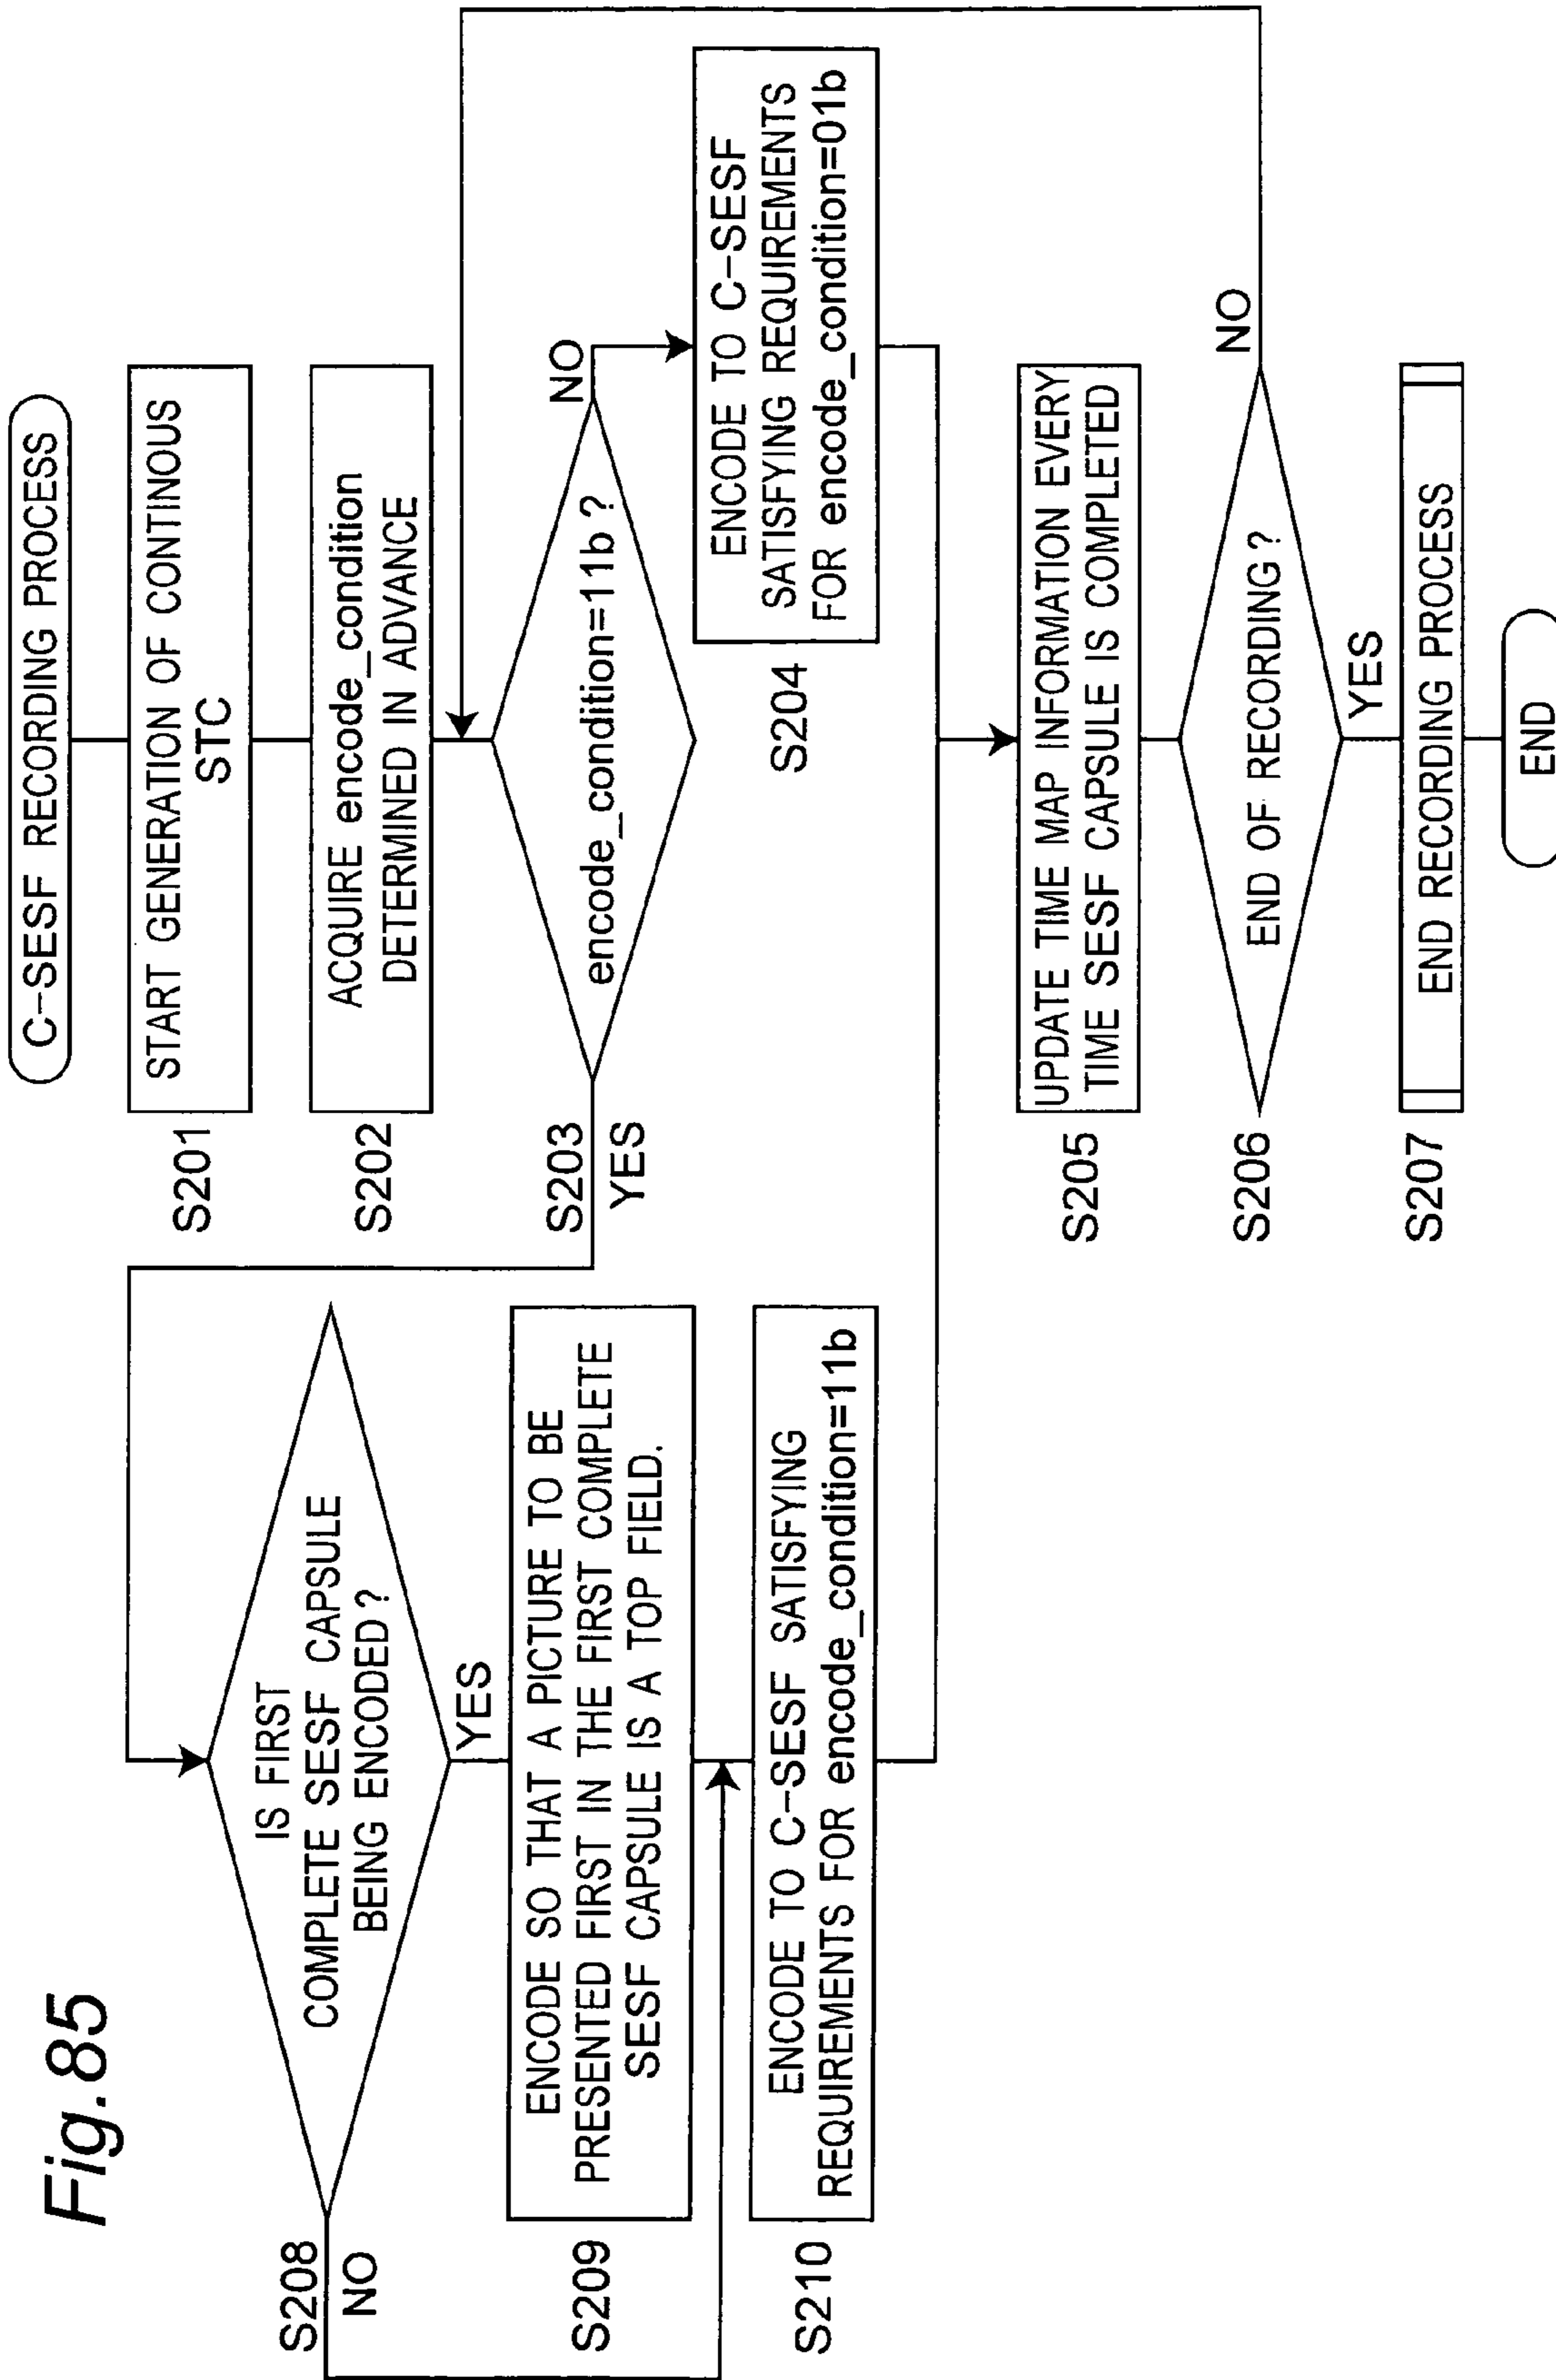 Fig.85
C-SESF RECORDING PROCESS
S201
START GENERATION OF CONTINOUS
STC
S202
ACQUIRE encode_condition
DETERMINED IN ADVANCE
S203
encode_condition=11b ?
YES
NO
S204
ENCODE TO C-SESF
SATISFYING REQUIREMENTS
FOR encode_condition=01b
S205
UPDATE TIME MAP INFORMATION EVERY
TIME SESF CAPSULE IS COMPLETED
S206
END OF RECORDING ?
NO
YES
S207
END RECORDING PROCESS
END
S208
IS FIRST
COMPLETE SESF CAPSULE
BEING ENCODED ?
NO
YES
S209
ENCODE SO THAT A PICTURE TO BE
PRESENTED FIRST IN THE FIRST COMPLETE
SESF CAPSULE IS A TOP FIELD.
S210
ENCODE TO C-SESF SATISFYING
REQUIREMENTS FOR encode_condition=11b